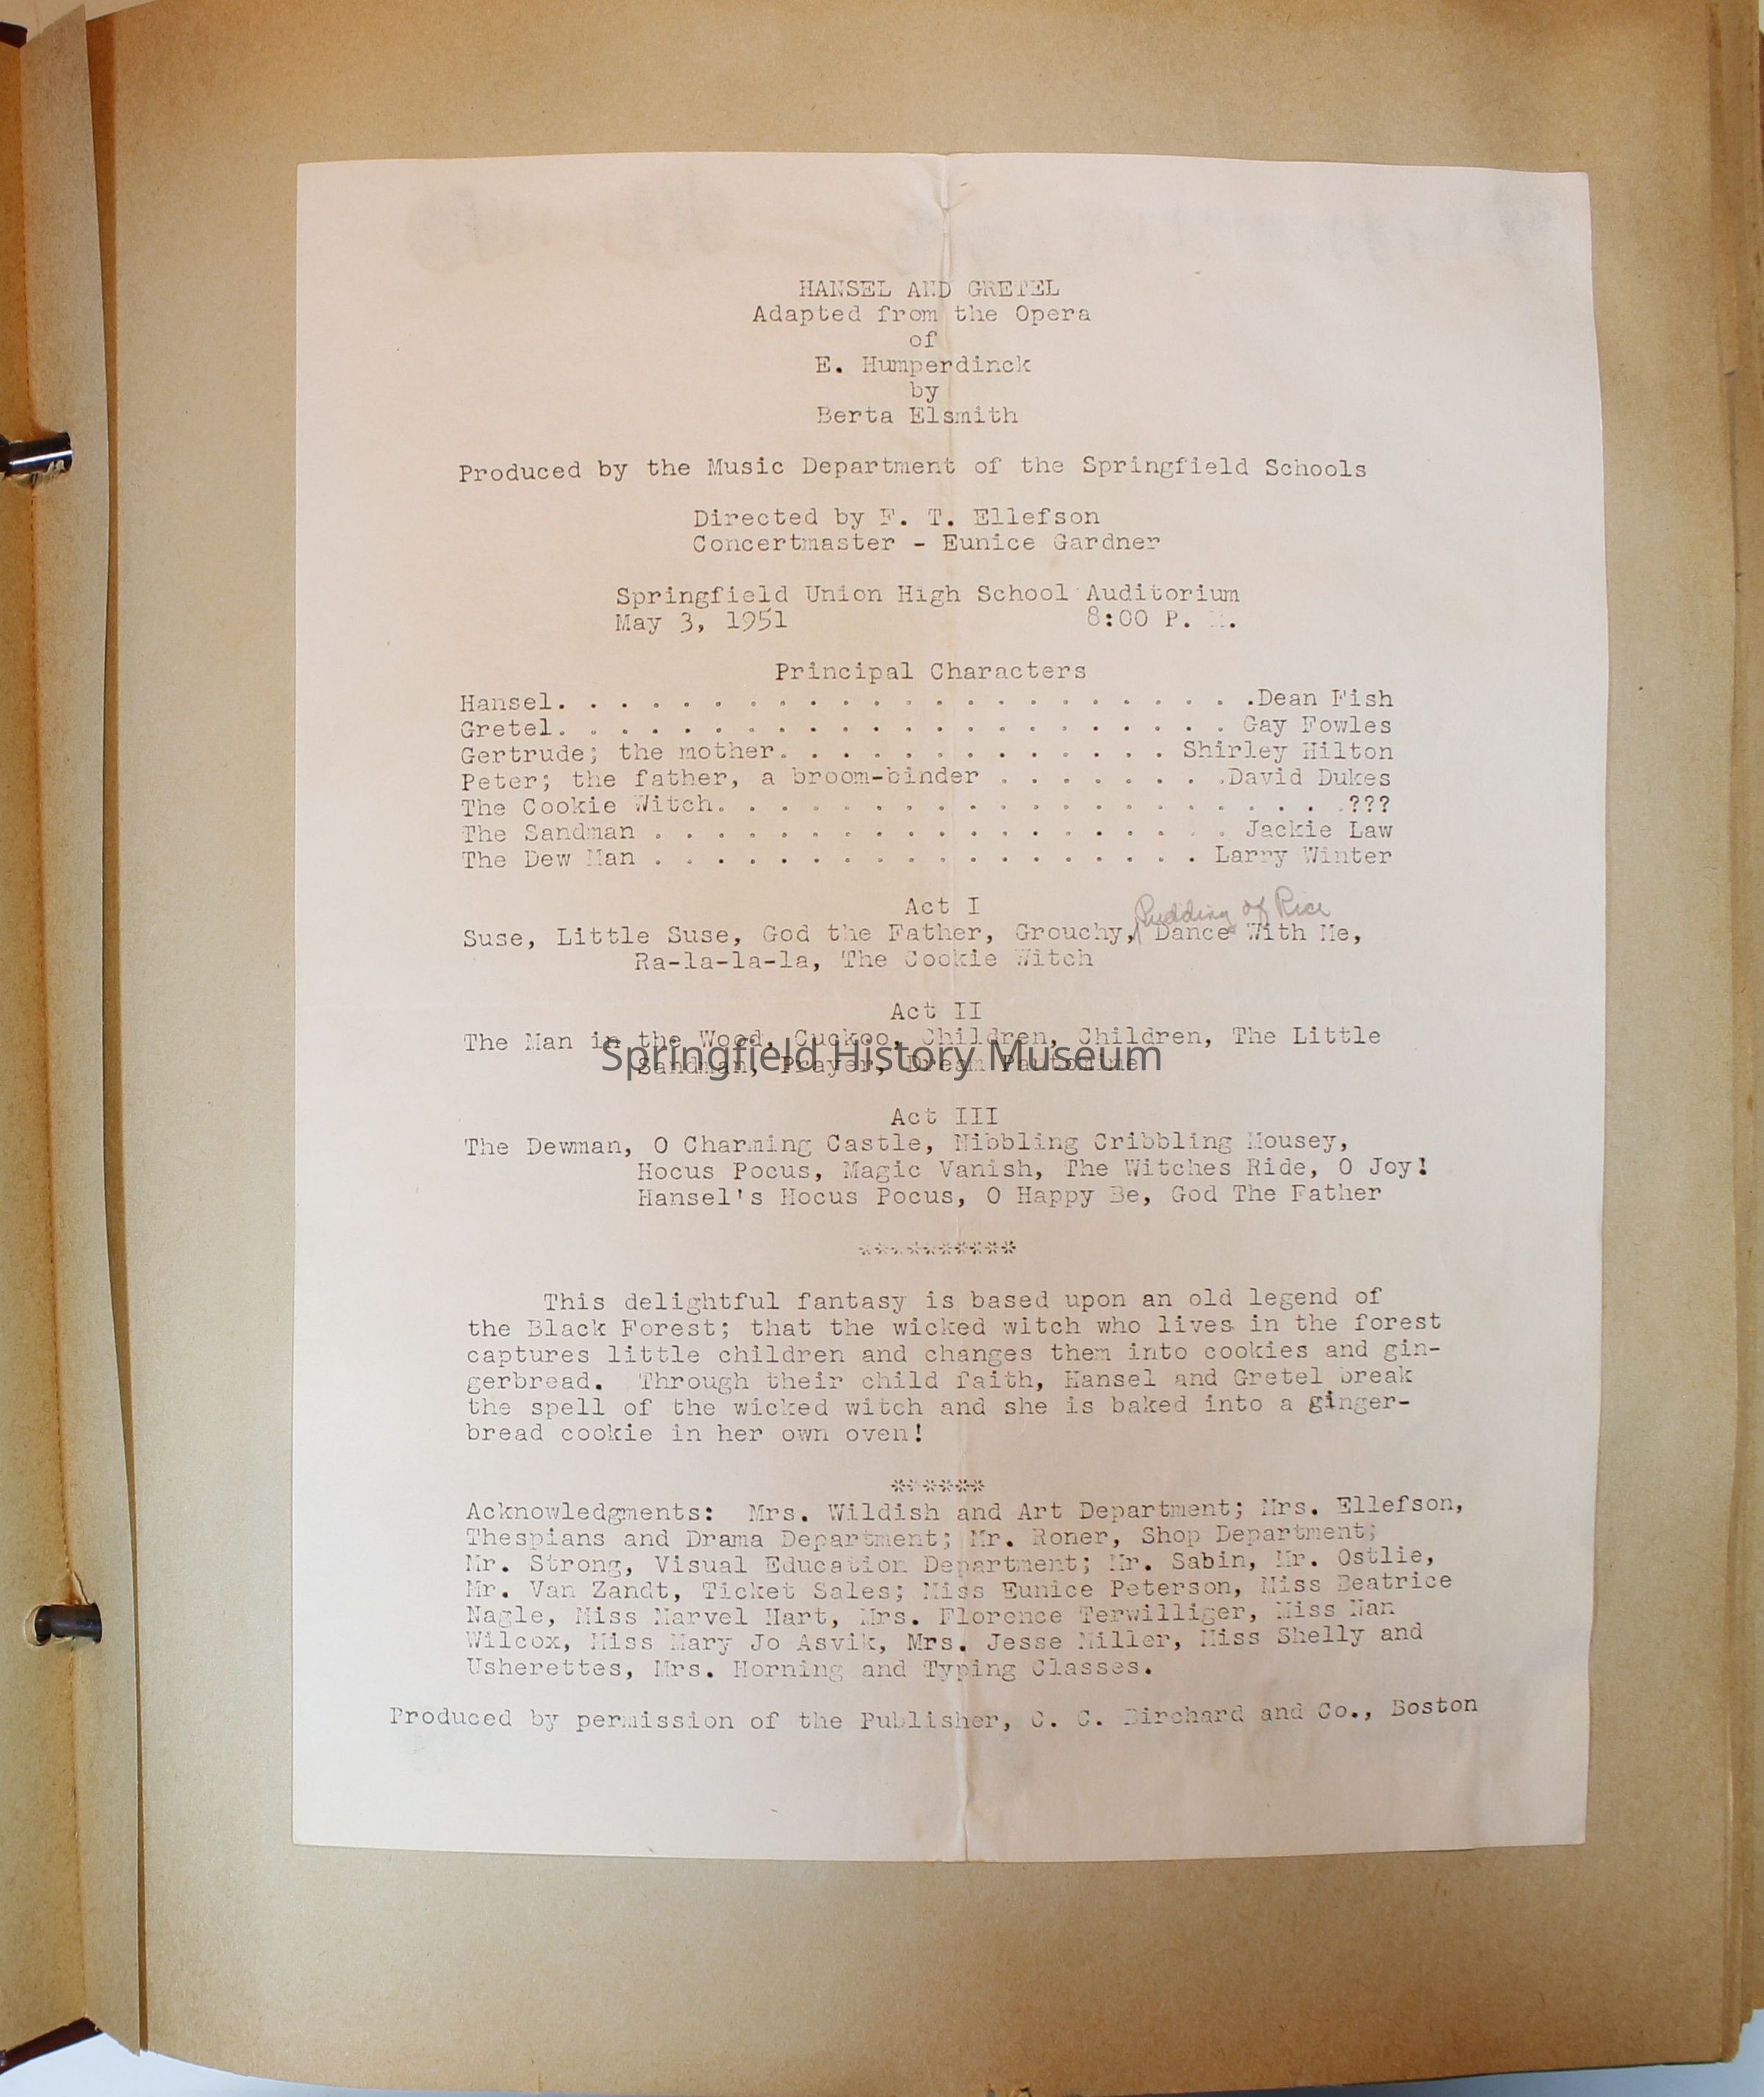 HANSEL AND GRETEL
Adapted from the Opera
of
E. Humperdinck
by
Berta Elsmith
Produced by the Music Department of the Springfield Schools
Directed by F. T. Ellefson
Concertmaster - Eunice Gardner
Springfield Union High School Auditorium
May 3, 1951 8:00 P. M.
Principal Characters
Hansel. . . . . . . . . . . . . . . . . . . . . . .Dean Fish
Gretel. . . . . . . . . . . . . . . . . . . . . . Gay Fowles
Gertrude; the mother. . . . . . . . . . . . . Shirley Hilton
Peter; the father, a broom-binder . . . . . . . .David Dukes
The Cookie Witch. . . . . . . . . . . . . . . . . . . . .???
The Sandman . . . . . . . . . . . . . . . . . . . Jackie Law
The Dew Man . . . . . . . . . . . . . . . . . . Larry Winter
Act I
Pudding of Rice
Suse, Little Suse, God the Father, Grouchy, Dance With Me,
Ra-la-la-la, The Cookie Witch
Act II
The Man in the Wood, Cuckoo, Children, Children, The Little
Sandman, Prayer, Dream Pantomime
Springfield History Museum
Act III
The Dewman, O Charming Castle, Nibbling Cribbling Mousey,
Hocus Pocus, Magic Vanish, The Witches Ride, O Joy!
Hansel's Hocus Pocus, O Happy Be, God The Father
**********
This delightful fantasy is based upon an old legend of
the Black Forest; that the wicked witch who lives in the forest
captures little children and changes them into cookies and gin-
gerbread. Through their child faith, Hansel and Gretel break
the spell of the wicked witch and she is baked into a ginger-
bread cookie in her own oven!
******
Acknowledgments: Mrs. Wildish and Art Department; Mrs. Ellefson,
Thespians and Drama Department; Mr. Roner, Shop Department;
Mr. Strong, Visual Education Department; Mr. Sabin, Mr. Ostlie,
Mr. Van Zandt, Ticket Sales; Miss Eunice Peterson, Miss Beatrice
Nagle, Miss Marvel Hart, Mrs. Florence Terwilliger, Miss Nan
Wilcox, Miss Mary Jo Asvik, Mrs. Jesse Miller, Miss Shelly and
Usherettes, Mrs. Horning and Typing Classes.
Produced by permission of the Publisher, C. C. Birchard and Co., Boston